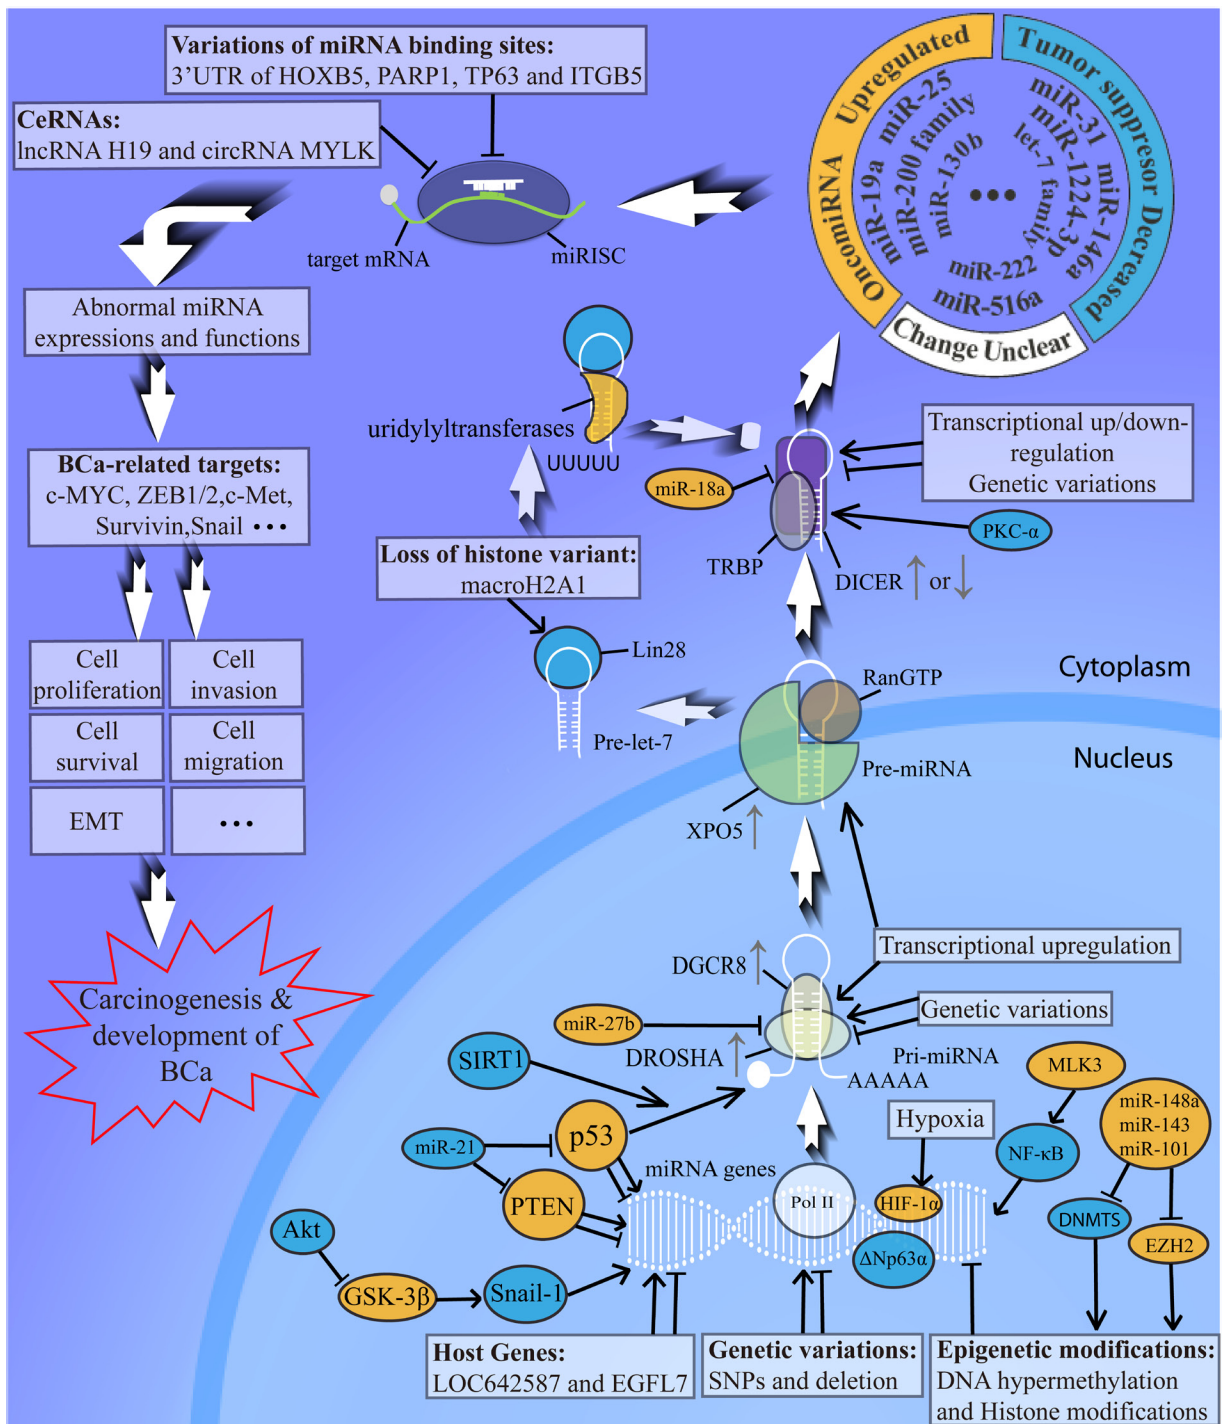 Variations of miRNA binding sites:
3’UTR of HOXB5, PARP1, TP63 and ITGB5
CeRNAs:
lncRNA H19 and circRNA MYLK
target mRNA
miRISC
OncomiRNA Upregulated
Tumor suppresor Decreased
Change Unclear
miR-19a miR-25
miR-200 family
miR-130b
miR-31 miR-146a
miR-1224-3p
let-7 family
•••
miR-222
miR-516a
Abnormal miRNA
expressions and functions
BCa-related targets:
c-MYC, ZEB1/2,c-Met,
Survivin,Snail •••
Cell
proliferation
Cell
invasion
Cell
survival
Cell
migration
EMT
•••
Carcinogenesis &
development of
BCa
uridylyltransferases
UUUUU
miR-18a
Transcriptional up/down-
regulation
Genetic variations
PKC-α
TRBP
DICER ↑ or ↓
Loss of histone variant:
macroH2A1
Lin28
Pre-let-7
RanGTP
Cytoplasm
Nucleus
Pre-miRNA
XPO5
Transcriptional upregulation
DGCR8
Genetic variations
miR-27b
DROSHA
Pri-miRNA
AAAAA
SIRT1
MLK3
miR-148a
miR-143
miR-101
Hypoxia
p53
miR-21
NF-κB
miRNA genes
PTEN
Pol II
HIF-1α
DNMTS
Akt
ΔNp63α
EZH2
GSK-3β
Snail-1
Host Genes:
LOC642587 and EGFL7
Genetic variations:
SNPs and deletion
Epigenetic modifications:
DNA hypermethylation
and Histone modifications